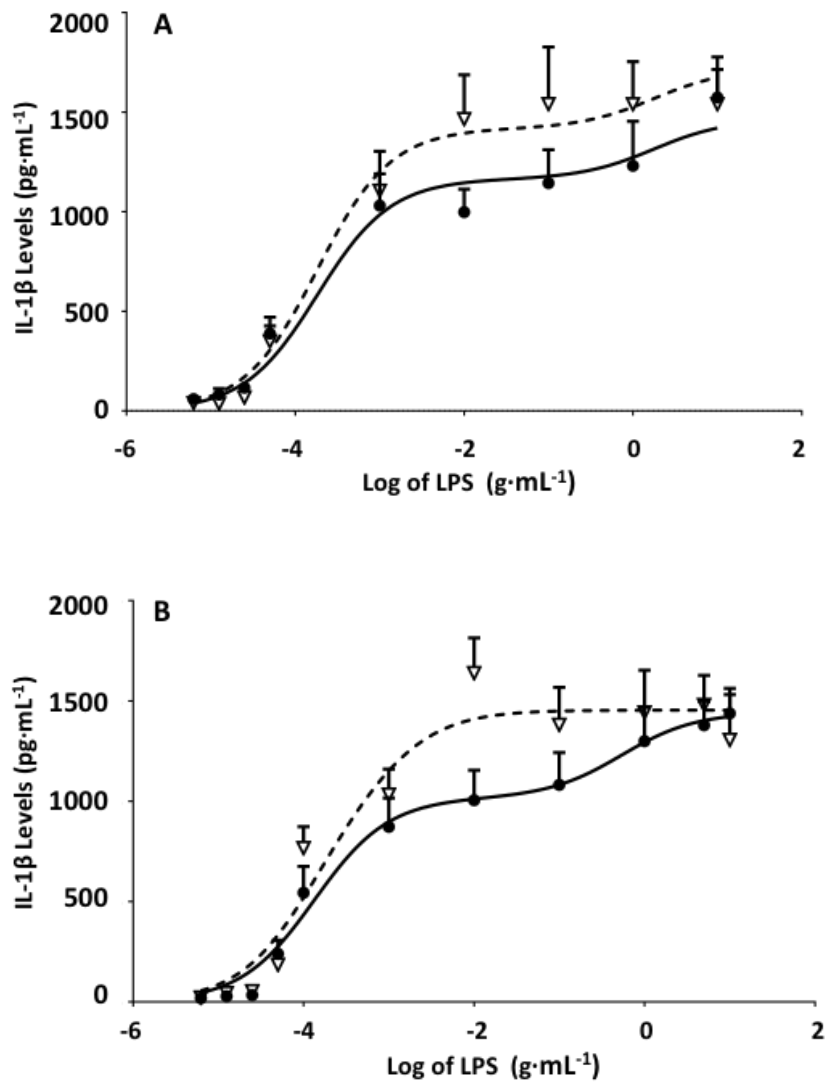 A
2000
1500
1000
500
0
IL-1β Levels (pg·mL⁻¹)
-6 -4 -2 0 2
Log of LPS (g·mL⁻¹)
B
2000
1500
1000
500
0
IL-1β Levels (pg·mL⁻¹)
-6 -4 -2 0 2
Log of LPS (g·mL⁻¹)